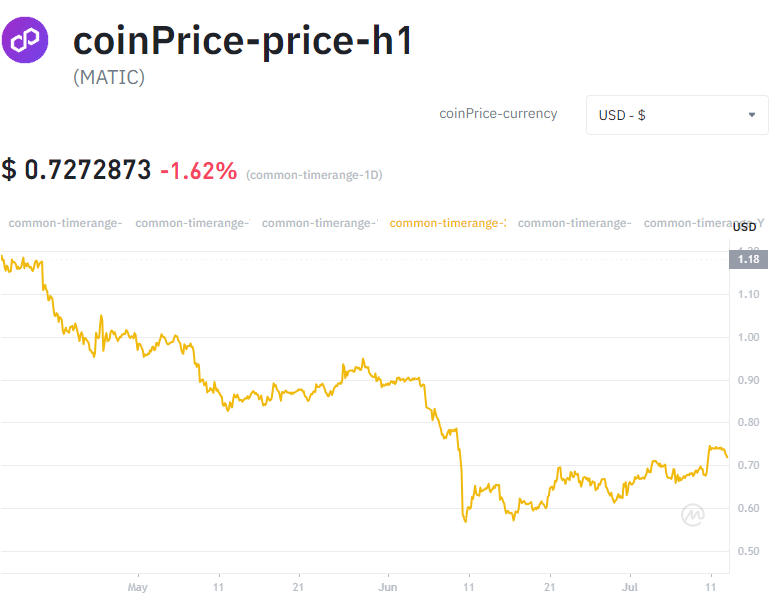 coinPrice-price-h1
(MATIC)
coinPrice-currency
USD - $
$ 0.7272873 -1.62% (common-timerange-1D)
common-timerange- common-timerange- common-timerange- common-timerange- common-timerange- common-timerange-Y
USD
1.18
1.10
1.00
0.90
0.80
0.70
0.60
0.50
May 11 21 Jun 11 21 Jul 11